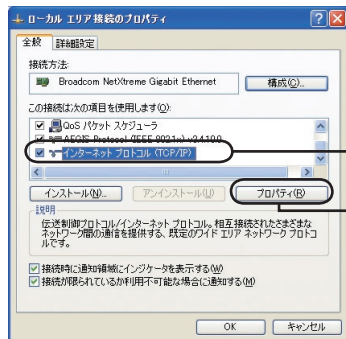 ローカル エリア接続のプロパティ
全般 詳細設定
接続方法:
Broadcom NetXtreme Gigabit Ethernet
構成(C)...
この接続は次の項目を使用します(O):
QoS パケット スケジューラ
AEGIS Protocol (IEEE 802.1x) v3.4.10.0
インターネット プロトコル (TCP/IP)
インストール(N)... アンインストール(U) プロパティ(R)
説明
伝送制御プロトコル/インターネット プロトコル。相互接続されたさまざまな
ネットワーク間の通信を提供する、既定のワイド エリア ネットワーク プロトコ
ルです。
接続時に通知領域にインジケータを表示する(W)
接続が限られているか利用不可能な場合に通知する(M)
OK キャンセル